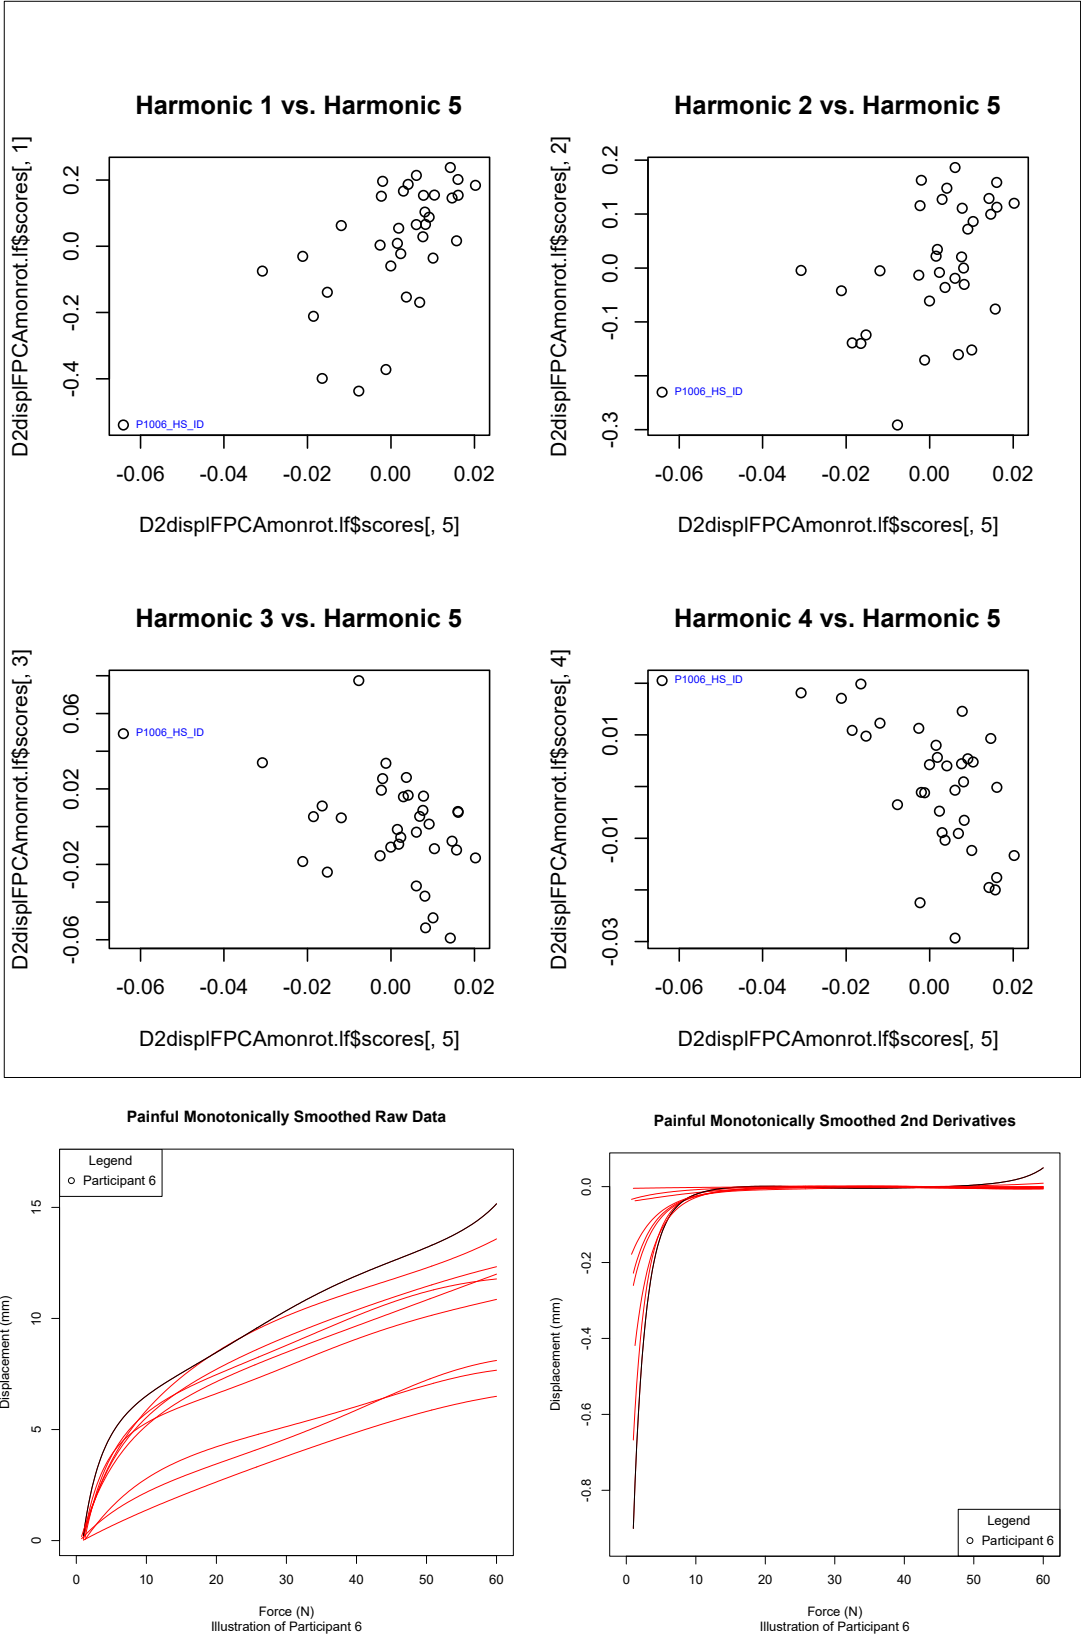 Harmonic 1 vs. Harmonic 5
D2displFPCAmonrot.lf$scores[, 1]
0.2
0.0
-0.2
-0.4
P1006_HS_ID
-0.06 -0.04 -0.02 0.00 0.02
D2displFPCAmonrot.lf$scores[, 5]
Harmonic 2 vs. Harmonic 5
D2displFPCAmonrot.lf$scores[, 2]
0.2
0.1
0.0
-0.1
-0.3
P1006_HS_ID
-0.06 -0.04 -0.02 0.00 0.02
D2displFPCAmonrot.lf$scores[, 5]
Harmonic 3 vs. Harmonic 5
D2displFPCAmonrot.lf$scores[, 3]
0.06
0.02
-0.02
-0.06
P1006_HS_ID
-0.06 -0.04 -0.02 0.00 0.02
D2displFPCAmonrot.lf$scores[, 5]
Harmonic 4 vs. Harmonic 5
D2displFPCAmonrot.lf$scores[, 4]
0.01
-0.01
-0.03
P1006_HS_ID
-0.06 -0.04 -0.02 0.00 0.02
D2displFPCAmonrot.lf$scores[, 5]
Painful Monotonically Smoothed Raw Data
Legend
Participant 6
Displacement (mm)
15
10
5
0
0 10 20 30 40 50 60
Force (N)
Illustration of Participant 6
Painful Monotonically Smoothed 2nd Derivatives
Displacement (mm)
0.0
-0.2
-0.4
-0.6
-0.8
Legend
Participant 6
0 10 20 30 40 50 60
Force (N)
Illustration of Participant 6